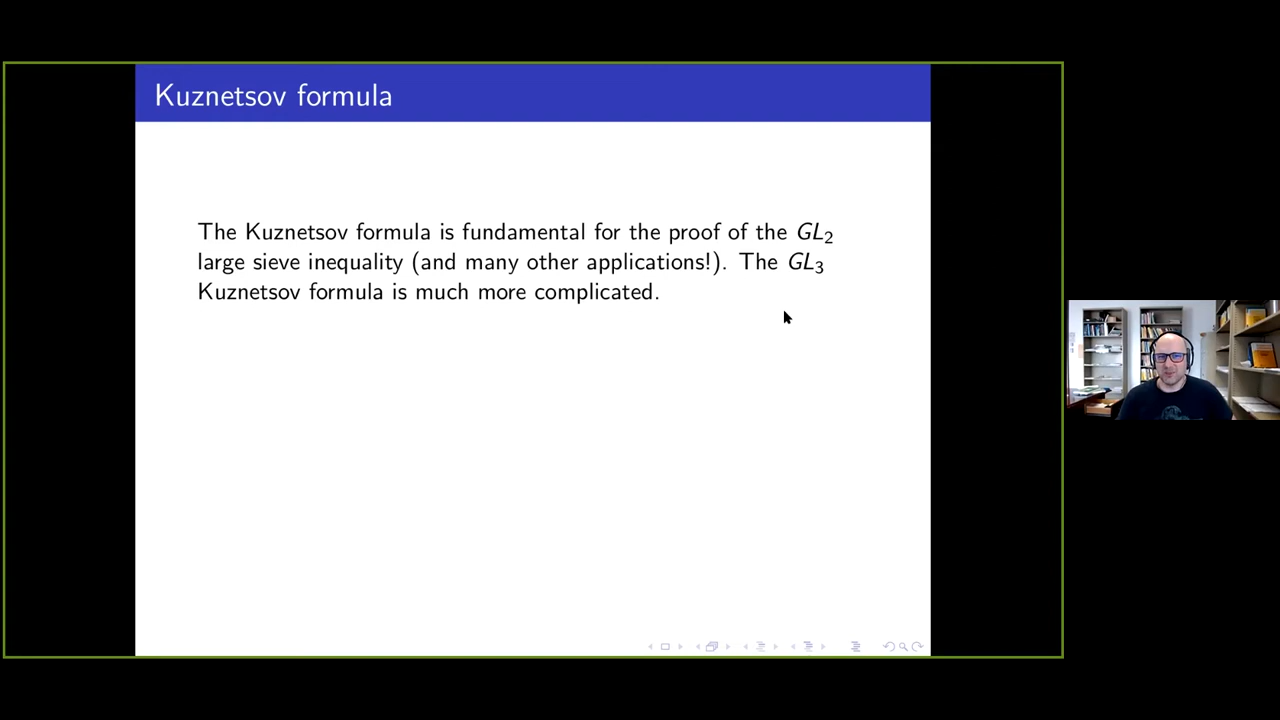 Kuznetsov formula
The Kuznetsov formula is fundamental for the proof of the GL₂
large sieve inequality (and many other applications!). The GL₃
Kuznetsov formula is much more complicated.